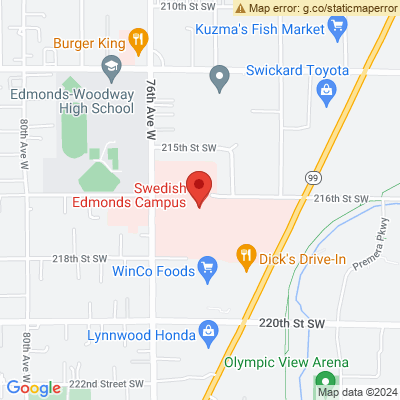 210th St SW
Map error: g.co/staticmaperror
Kuzma's Fish Market
Burger King
Swickard Toyota
Edmonds-Woodway
High School
76th Ave W
80th Ave W
215th St SW
99
Swedish
Edmonds Campus
216th St SW
Premera Pkwy
218th St SW
Dick's Drive-In
WinCo Foods
220th St SW
Lynnwood Honda
80th Ave W
Olympic View Arena
222nd Street SW
Google
Map data ©2024